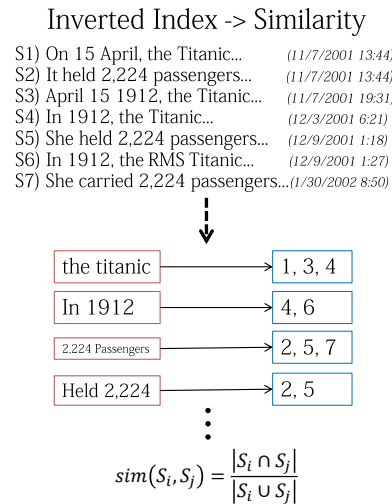 Inverted Index -> Similarity
S1) On 15 April, the Titanic... (11/7/2001 13:44)
S2) It held 2,224 passengers... (11/7/2001 13:44)
S3) April 15 1912, the Titanic... (11/7/2001 19:31)
S4) In 1912, the Titanic... (12/3/2001 6:21)
S5) She held 2,224 passengers... (12/9/2001 1:18)
S6) In 1912, the RMS Titanic... (12/9/2001 1:27)
S7) She carried 2,224 passengers...(1/30/2002 8:50)
the titanic 1, 3, 4
In 1912 4, 6
2,224 Passengers 2, 5, 7
Held 2,224 2, 5
sim(Sᵢ, Sⱼ) = |Sᵢ ∩ Sⱼ| / |Sᵢ ∪ Sⱼ|